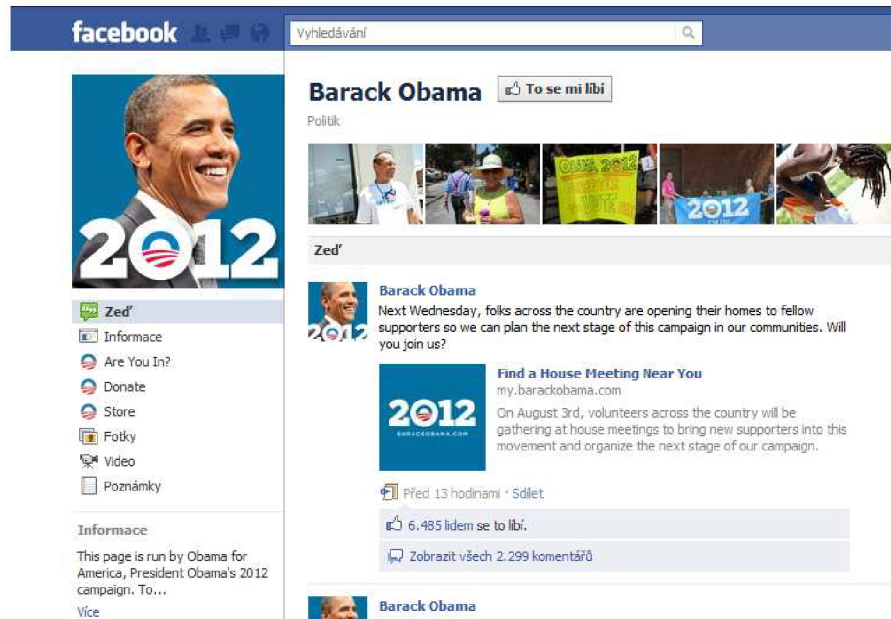 facebook
Vyhledávání
2012
Zeď
Informace
Are You In?
Donate
Store
Fotky
Video
Poznámky
Informace
This page is run by Obama for
America, President Obama's 2012
campaign. To...
Více
Barack Obama
To se mi líbí
Politik
2012
Zeď
2012
Barack Obama
Next Wednesday, folks across the country are opening their homes to fellow
supporters so we can plan the next stage of this campaign in our communities. Will
you join us?
2012
BARACKOBAMA.COM
Find a House Meeting Near You
my.barackobama.com
On August 3rd, volunteers across the country will be
gathering at house meetings to bring new supporters into this
movement and organize the next stage of our campaign.
Před 13 hodinami · Sdílet
6.485 lidem se to líbí.
Zobrazit všech 2.299 komentářů
Barack Obama